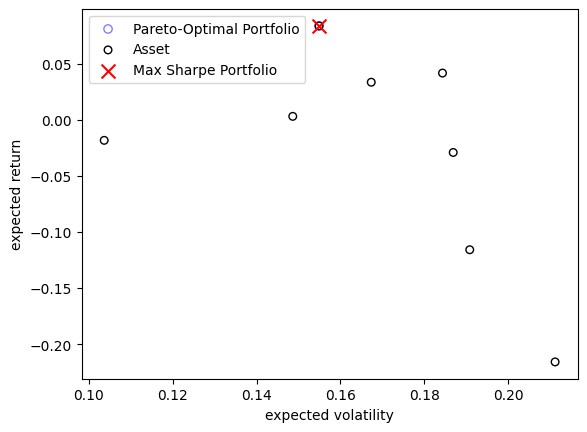 Pareto-Optimal Portfolio
Asset
Max Sharpe Portfolio
expected return
0.05
0.00
−0.05
−0.10
−0.15
−0.20
0.10 0.12 0.14 0.16 0.18 0.20
expected volatility